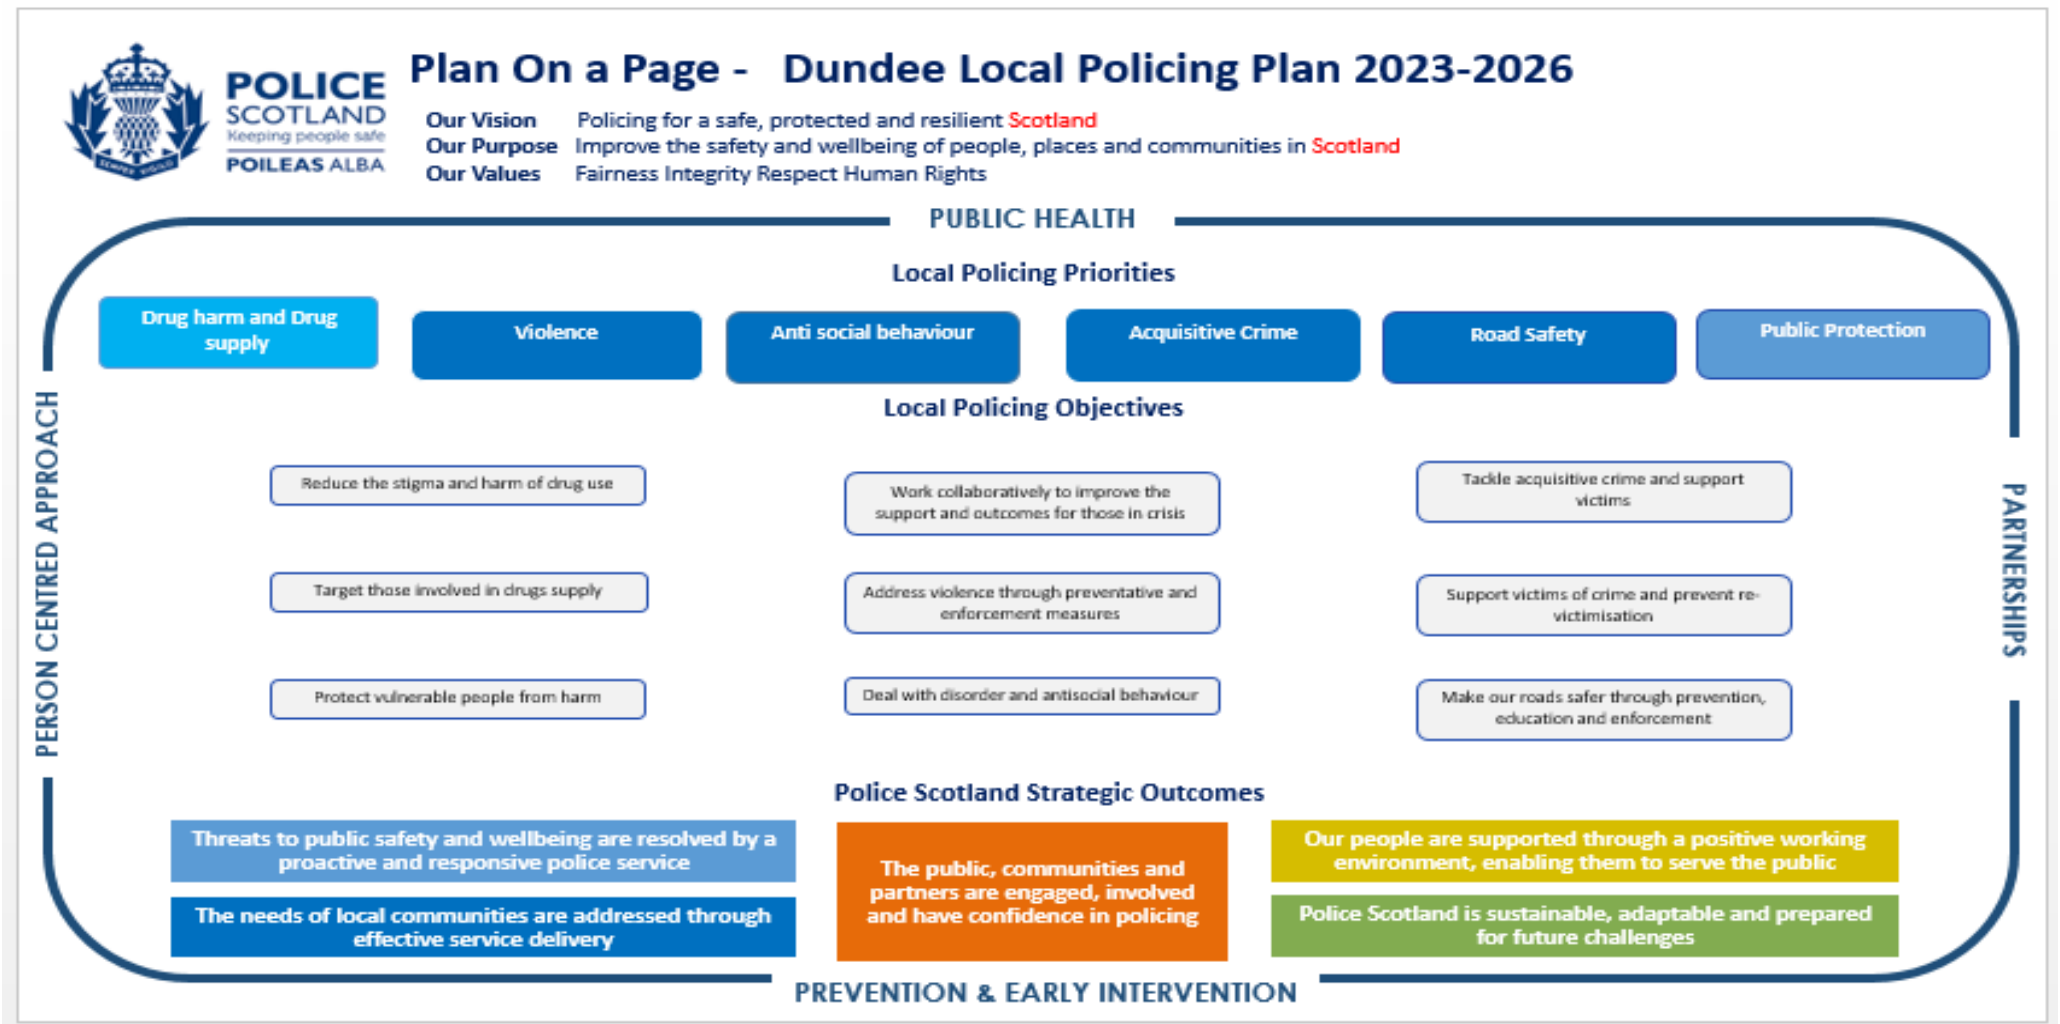 POLICE
SCOTLAND
Keeping people safe
POILEAS ALBA
SEMPER VIGILO
Plan On a Page - Dundee Local Policing Plan 2023-2026
Our Vision Policing for a safe, protected and resilient Scotland
Our Purpose Improve the safety and wellbeing of people, places and communities in Scotland
Our Values Fairness Integrity Respect Human Rights
PUBLIC HEALTH
Local Policing Priorities
Drug harm and Drug
supply
Violence
Anti social behaviour
Acquisitive Crime
Road Safety
Public Protection
Local Policing Objectives
PERSON CENTRED APPROACH
Reduce the stigma and harm of drug use
Work collaboratively to improve the
support and outcomes for those in crisis
Tackle acquisitive crime and support
victims
Target those involved in drugs supply
Address violence through preventative and
enforcement measures
Support victims of crime and prevent re-
victimisation
Protect vulnerable people from harm
Deal with disorder and antisocial behaviour
Make our roads safer through prevention,
education and enforcement
PARTNERSHIPS
Police Scotland Strategic Outcomes
Threats to public safety and wellbeing are resolved by a
proactive and responsive police service
The needs of local communities are addressed through
effective service delivery
The public, communities and
partners are engaged, involved
and have confidence in policing
Our people are supported through a positive working
environment, enabling them to serve the public
Police Scotland is sustainable, adaptable and prepared
for future challenges
PREVENTION & EARLY INTERVENTION